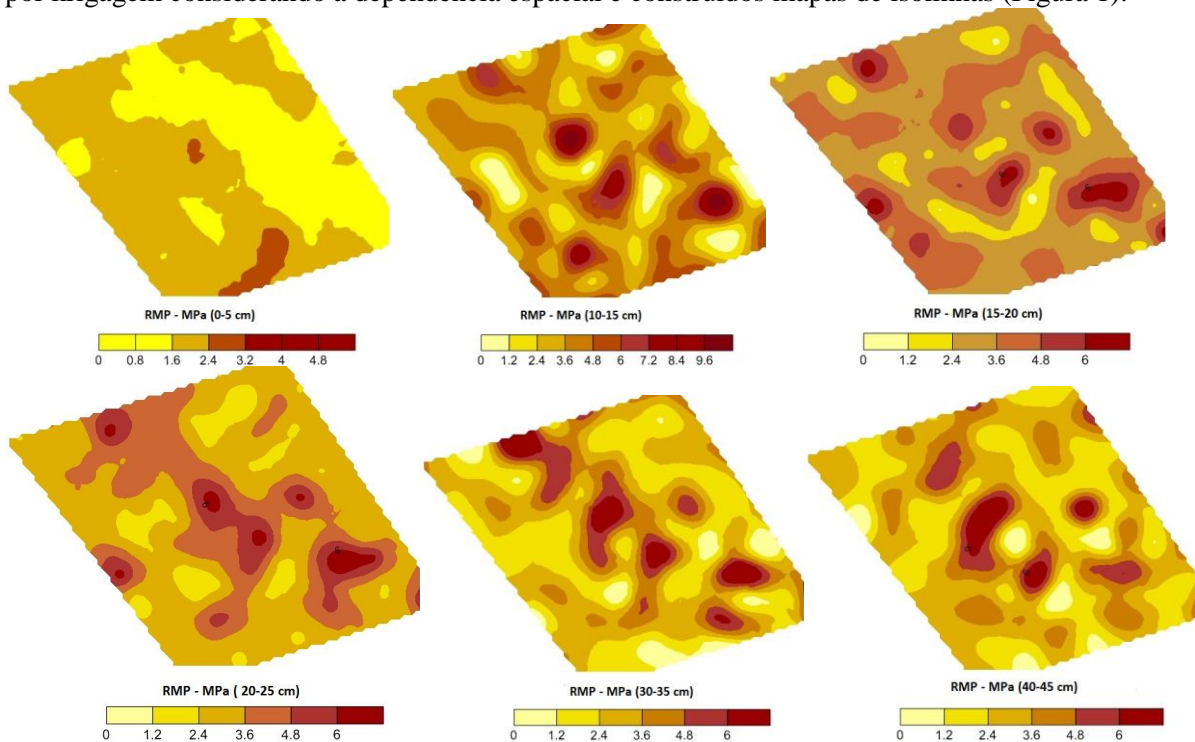 por krigagem considerando a dependência espacial e construídos mapas de isolinhas (Figura 1).
RMP - MPa (0-5 cm)
0 0.8 1.6 2.4 3.2 4 4.8
RMP - MPa (10-15 cm)
0 1.2 2.4 3.6 4.8 6 7.2 8.4 9.6
RMP - MPa (15-20 cm)
0 1.2 2.4 3.6 4.8 6
RMP - MPa ( 20-25 cm)
0 1.2 2.4 3.6 4.8 6
RMP - MPa (30-35 cm)
0 1.2 2.4 3.6 4.8 6
RMP - MPa (40-45 cm)
0 1.2 2.4 3.6 4.8 6